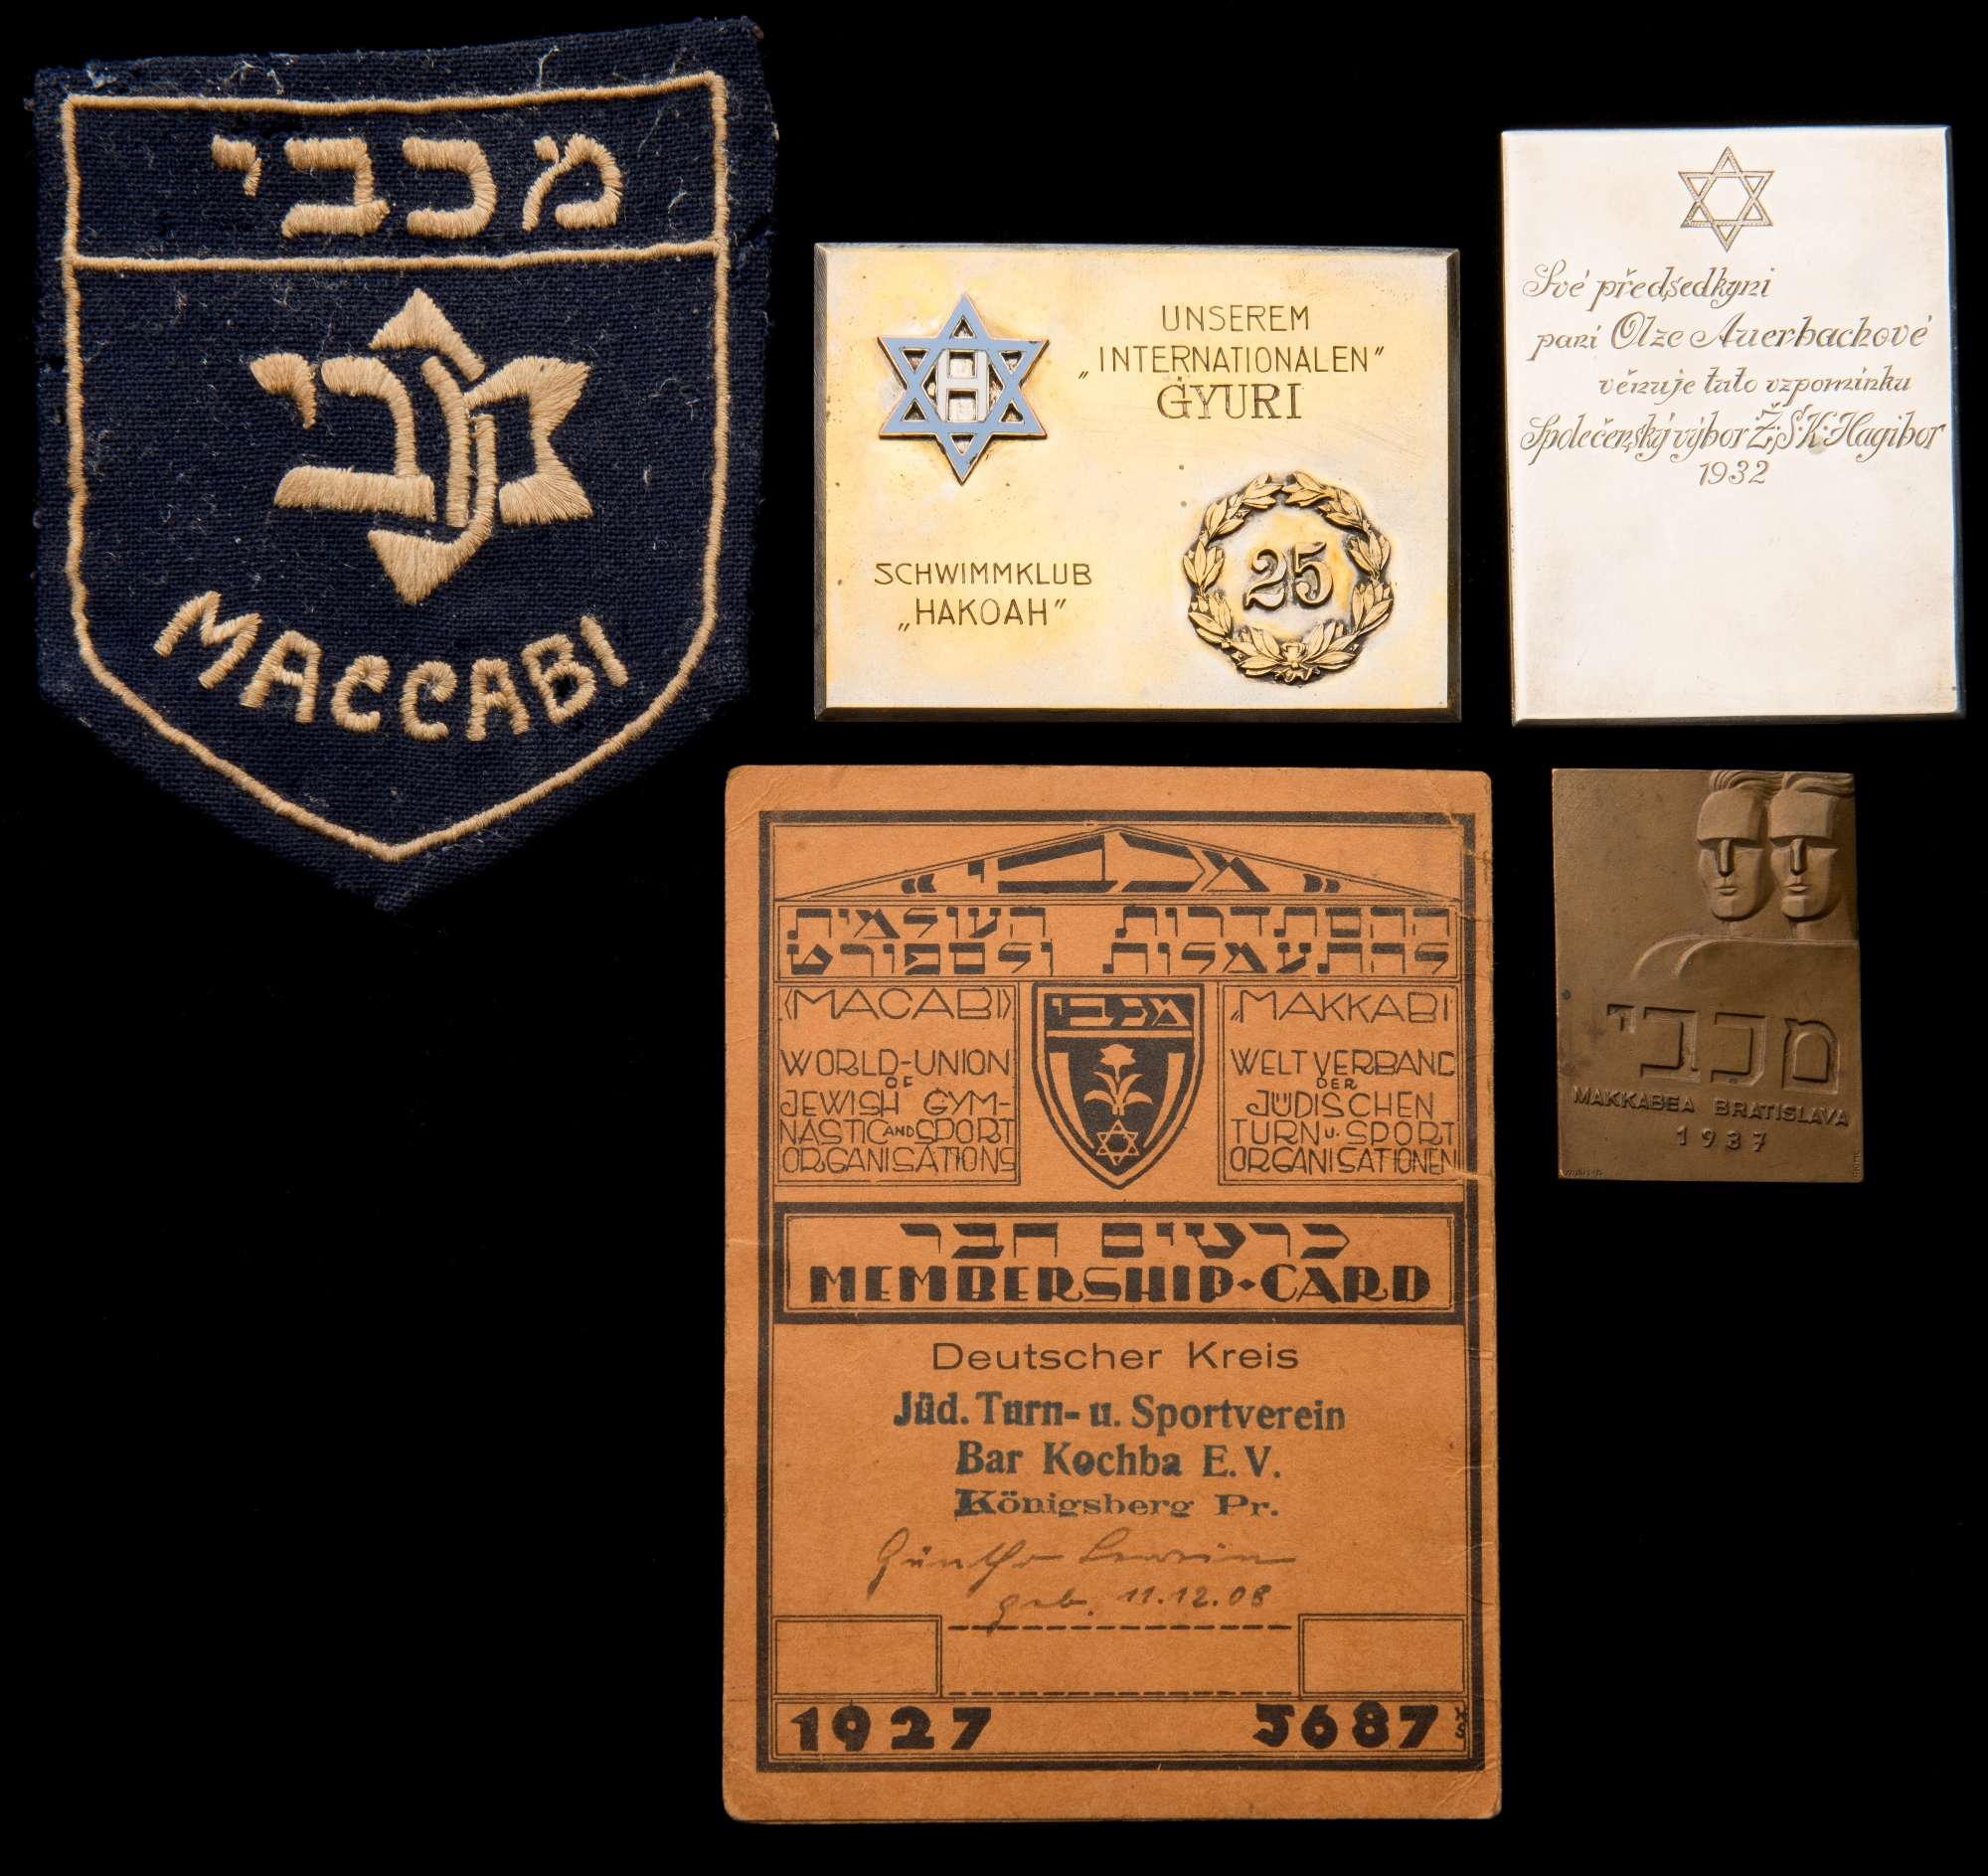 מכבי
מכבי
MACCABI
UNSEREM
„INTERNATIONALEN”
GYURI
H
25
SCHWIMMKLUB
„HAKOAH”
Své předsedkyni
paní Olze Auerbachové
věnuje tuto vzpomínku
Společenský výbor Ž.S.K. Hagibor
1932
„מכבי”
ההסתדרות העולמית
להתעמלות ולספורט
(MACABI)
WORLD-UNION
OF
JEWISH GYM-
NASTIC AND SPORT
ORGANISATIONS
מכבי
„MAKKABI
WELTVERBAND
DER
JÜDISCHEN
TURN u. SPORT
ORGANISATIONEN
כרטים חבר
MEMBERSHIP·CARD
Deutscher Kreis
Jüd. Turn- u. Sportverein
Bar Kochba E.V.
Königsberg Pr.
Günther
geb. 11.12.08
1927 5687
מכבי
MAKKABEA BRATISLAVA
1937